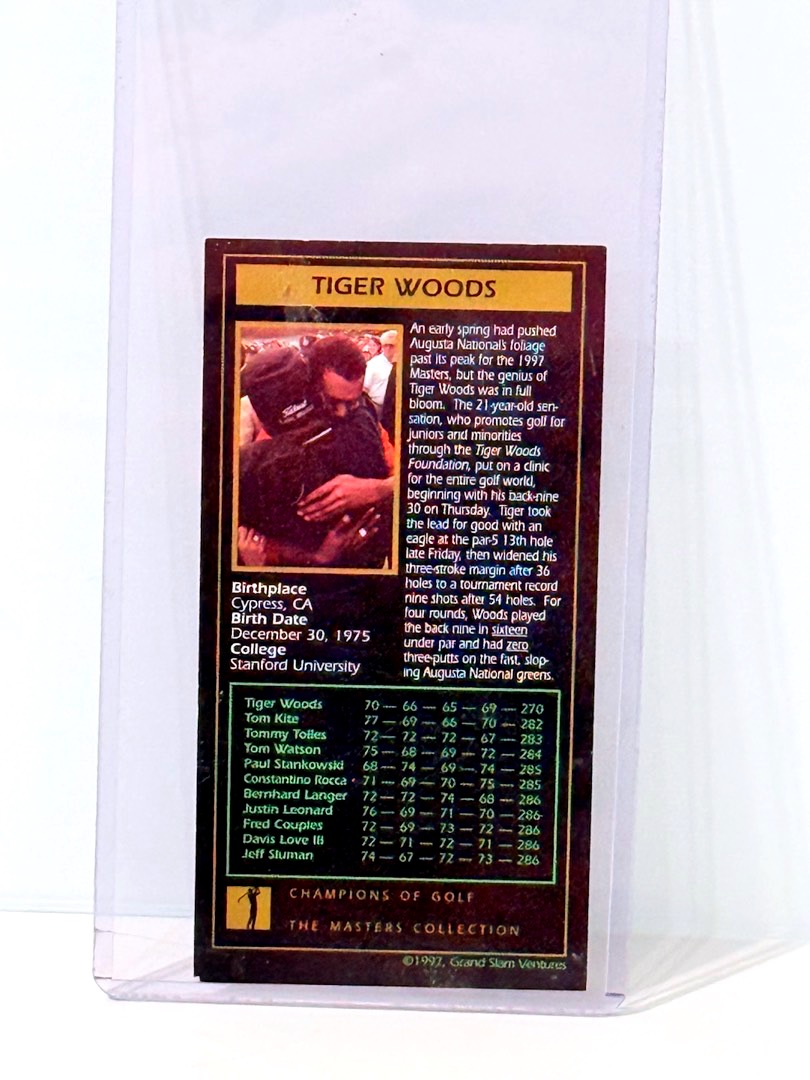 TIGER WOODS
An early spring had pushed
Augusta National's foliage
past its peak for the 1997
Masters, but the genius of
Tiger Woods was in full
bloom. The 21-year-old sen-
sation, who promotes golf for
juniors and minorities
through the Tiger Woods
Foundation, put on a clinic
for the entire golf world,
beginning with his back-nine
30 on Thursday. Tiger took
the lead for good with an
eagle at the par-5 13th hole
late Friday, then widened his
three-stroke margin after 36
holes to a tournament record
nine shots after 54 holes. For
four rounds, Woods played
the back nine in sixteen
under par and had zero
three-putts on the fast, slop-
ing Augusta National greens.
Titleist
Birthplace
Cypress, CA
Birth Date
December 30, 1975
College
Stanford University
Tiger Woods 70 — 66 — 65 — 69 — 270
Tom Kite 77 — 69 — 66 — 70 — 282
Tommy Tolles 72 — 72 — 72 — 67 — 283
Tom Watson 75 — 68 — 69 — 72 — 284
Paul Stankowski 68 — 74 — 69 — 74 — 285
Constantino Rocca 71 — 69 — 70 — 75 — 285
Bernhard Langer 72 — 72 — 74 — 68 — 286
Justin Leonard 76 — 69 — 71 — 70 — 286
Fred Couples 72 — 69 — 73 — 72 — 286
Davis Love III 72 — 71 — 72 — 71 — 286
Jeff Sluman 74 — 67 — 72 — 73 — 286
CHAMPIONS OF GOLF
THE MASTERS COLLECTION
©1997, Grand Slam Ventures